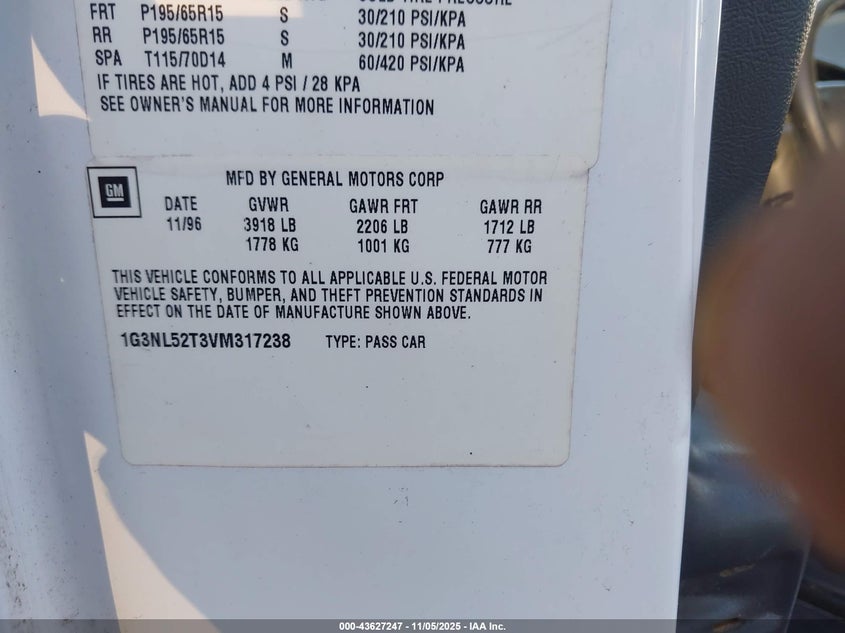 FRT P195/65R15 S 30/210 PSI/KPA
RR P195/65R15 S 30/210 PSI/KPA
SPA T115/70D14 M 60/420 PSI/KPA
IF TIRES ARE HOT, ADD 4 PSI / 28 KPA
SEE OWNER'S MANUAL FOR MORE INFORMATION
GM
MFD BY GENERAL MOTORS CORP
DATE GVWR GAWR FRT GAWR RR
11/96 3918 LB 2206 LB 1712 LB
1778 KG 1001 KG 777 KG
THIS VEHICLE CONFORMS TO ALL APPLICABLE U.S. FEDERAL MOTOR
VEHICLE SAFETY, BUMPER, AND THEFT PREVENTION STANDARDS IN
EFFECT ON THE DATE OF MANUFACTURE SHOWN ABOVE.
1G3NL52T3VM317238 TYPE: PASS CAR
000-43627247 - 11/05/2025 - IAA Inc.